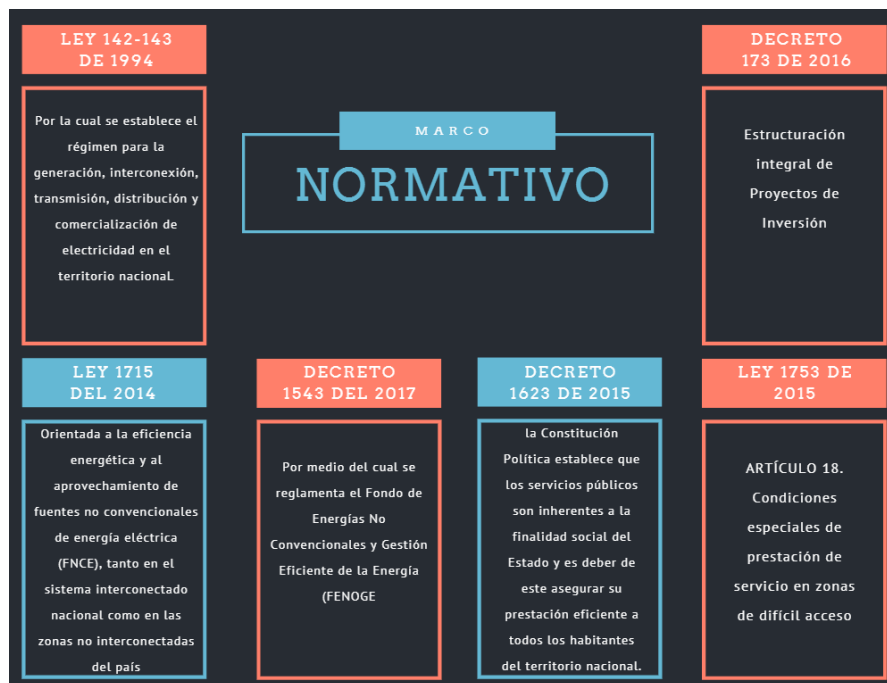 LEY 142-143
DE 1994
Por la cual se establece el
régimen para la
generación, interconexión,
transmisión, distribución y
comercialización de
electricidad en el
territorio nacional.
MARCO
NORMATIVO
DECRETO
173 DE 2016
Estructuración
integral de
Proyectos de
Inversión
LEY 1715
DEL 2014
Orientada a la eficiencia
energética y al
aprovechamiento de
fuentes no convencionales
de energía eléctrica
(FNCE), tanto en el
sistema interconectado
nacional como en las
zonas no interconectadas
del país
DECRETO
1543 DEL 2017
Por medio del cual se
reglamenta el Fondo de
Energías No
Convencionales y Gestión
Eficiente de la Energía
(FENOGE
DECRETO
1623 DE 2015
la Constitución
Política establece que
los servicios públicos
son inherentes a la
finalidad social del
Estado y es deber de
este asegurar su
prestación eficiente a
todos los habitantes
del territorio nacional.
LEY 1753 DE
2015
ARTÍCULO 18.
Condiciones
especiales de
prestación de
servicio en zonas
de difícil acceso